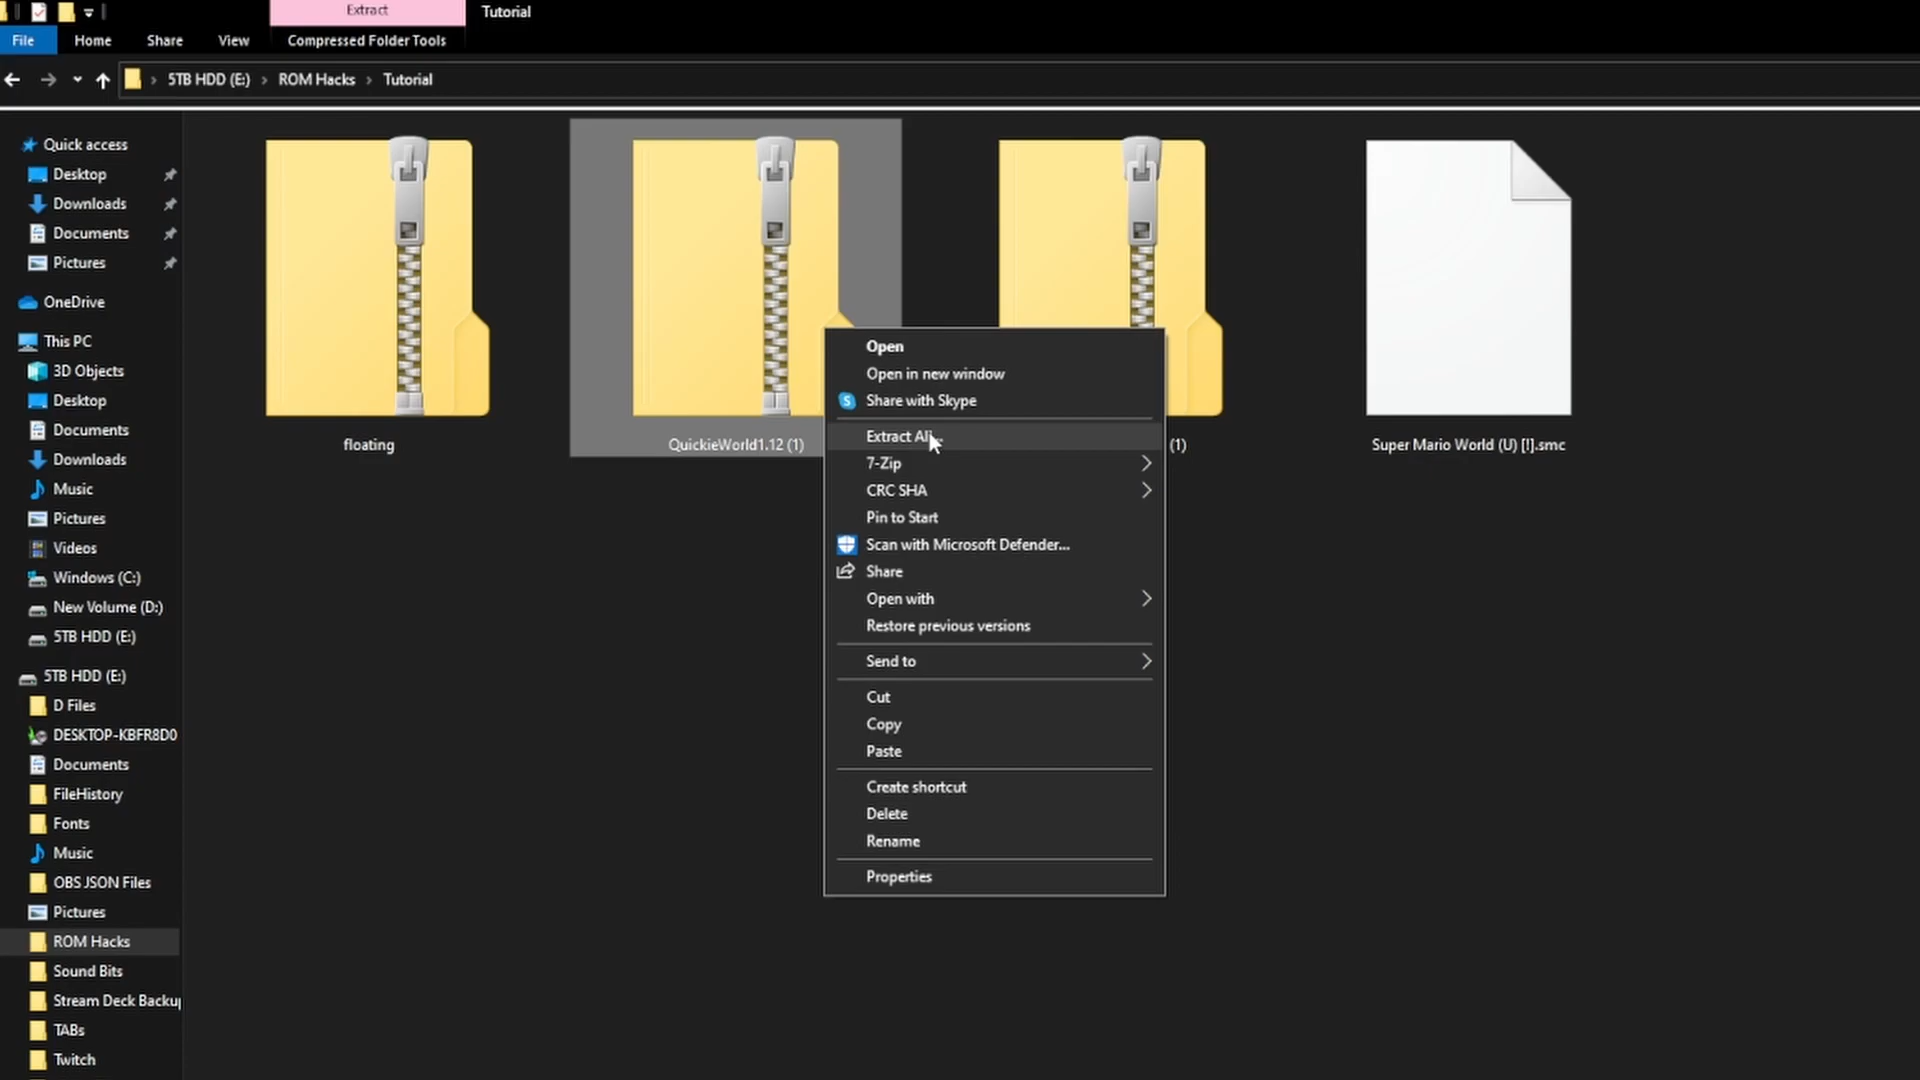 Extract
Tutorial
File
Home
Share
View
Compressed Folder Tools
5TB HDD (E:)
ROM Hacks
Tutorial
Quick access
Desktop
Downloads
Documents
Pictures
OneDrive
This PC
3D Objects
Desktop
Documents
Downloads
Music
Pictures
Videos
Windows (C:)
New Volume (D:)
5TB HDD (E:)
5TB HDD (E:)
D Files
DESKTOP-KBFR8D0
Documents
FileHistory
Fonts
Music
OBS JSON Files
Pictures
ROM Hacks
Sound Bits
Stream Deck Backup
TABs
Twitch
floating
QuickieWorld1.12 (1)
(1)
Super Mario World (U) [!].smc
Open
Open in new window
Share with Skype
Extract All...
7-Zip
CRC SHA
Pin to Start
Scan with Microsoft Defender...
Share
Open with
Restore previous versions
Send to
Cut
Copy
Paste
Create shortcut
Delete
Rename
Properties